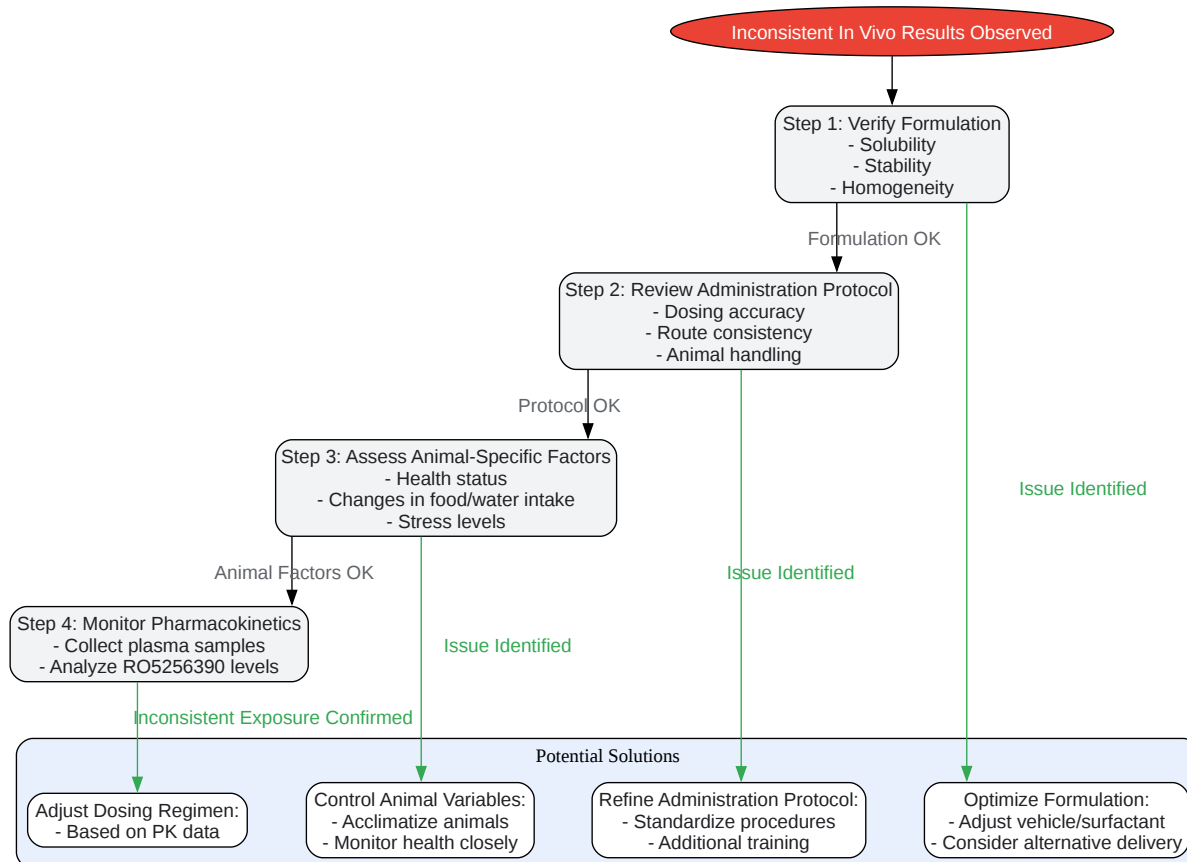 Inconsistent In Vivo Results Observed
Step 1: Verify Formulation
- Solubility
- Stability
- Homogeneity
Formulation OK
Step 2: Review Administration Protocol
- Dosing accuracy
- Route consistency
- Animal handling
Protocol OK
Step 3: Assess Animal-Specific Factors
- Health status
- Changes in food/water intake
- Stress levels
Issue Identified
Animal Factors OK
Issue Identified
Step 4: Monitor Pharmacokinetics
- Collect plasma samples
- Analyze RO5256390 levels
Issue Identified
Inconsistent Exposure Confirmed
Potential Solutions
Adjust Dosing Regimen:
- Based on PK data
Control Animal Variables:
- Acclimatize animals
- Monitor health closely
Refine Administration Protocol:
- Standardize procedures
- Additional training
Optimize Formulation:
- Adjust vehicle/surfactant
- Consider alternative delivery